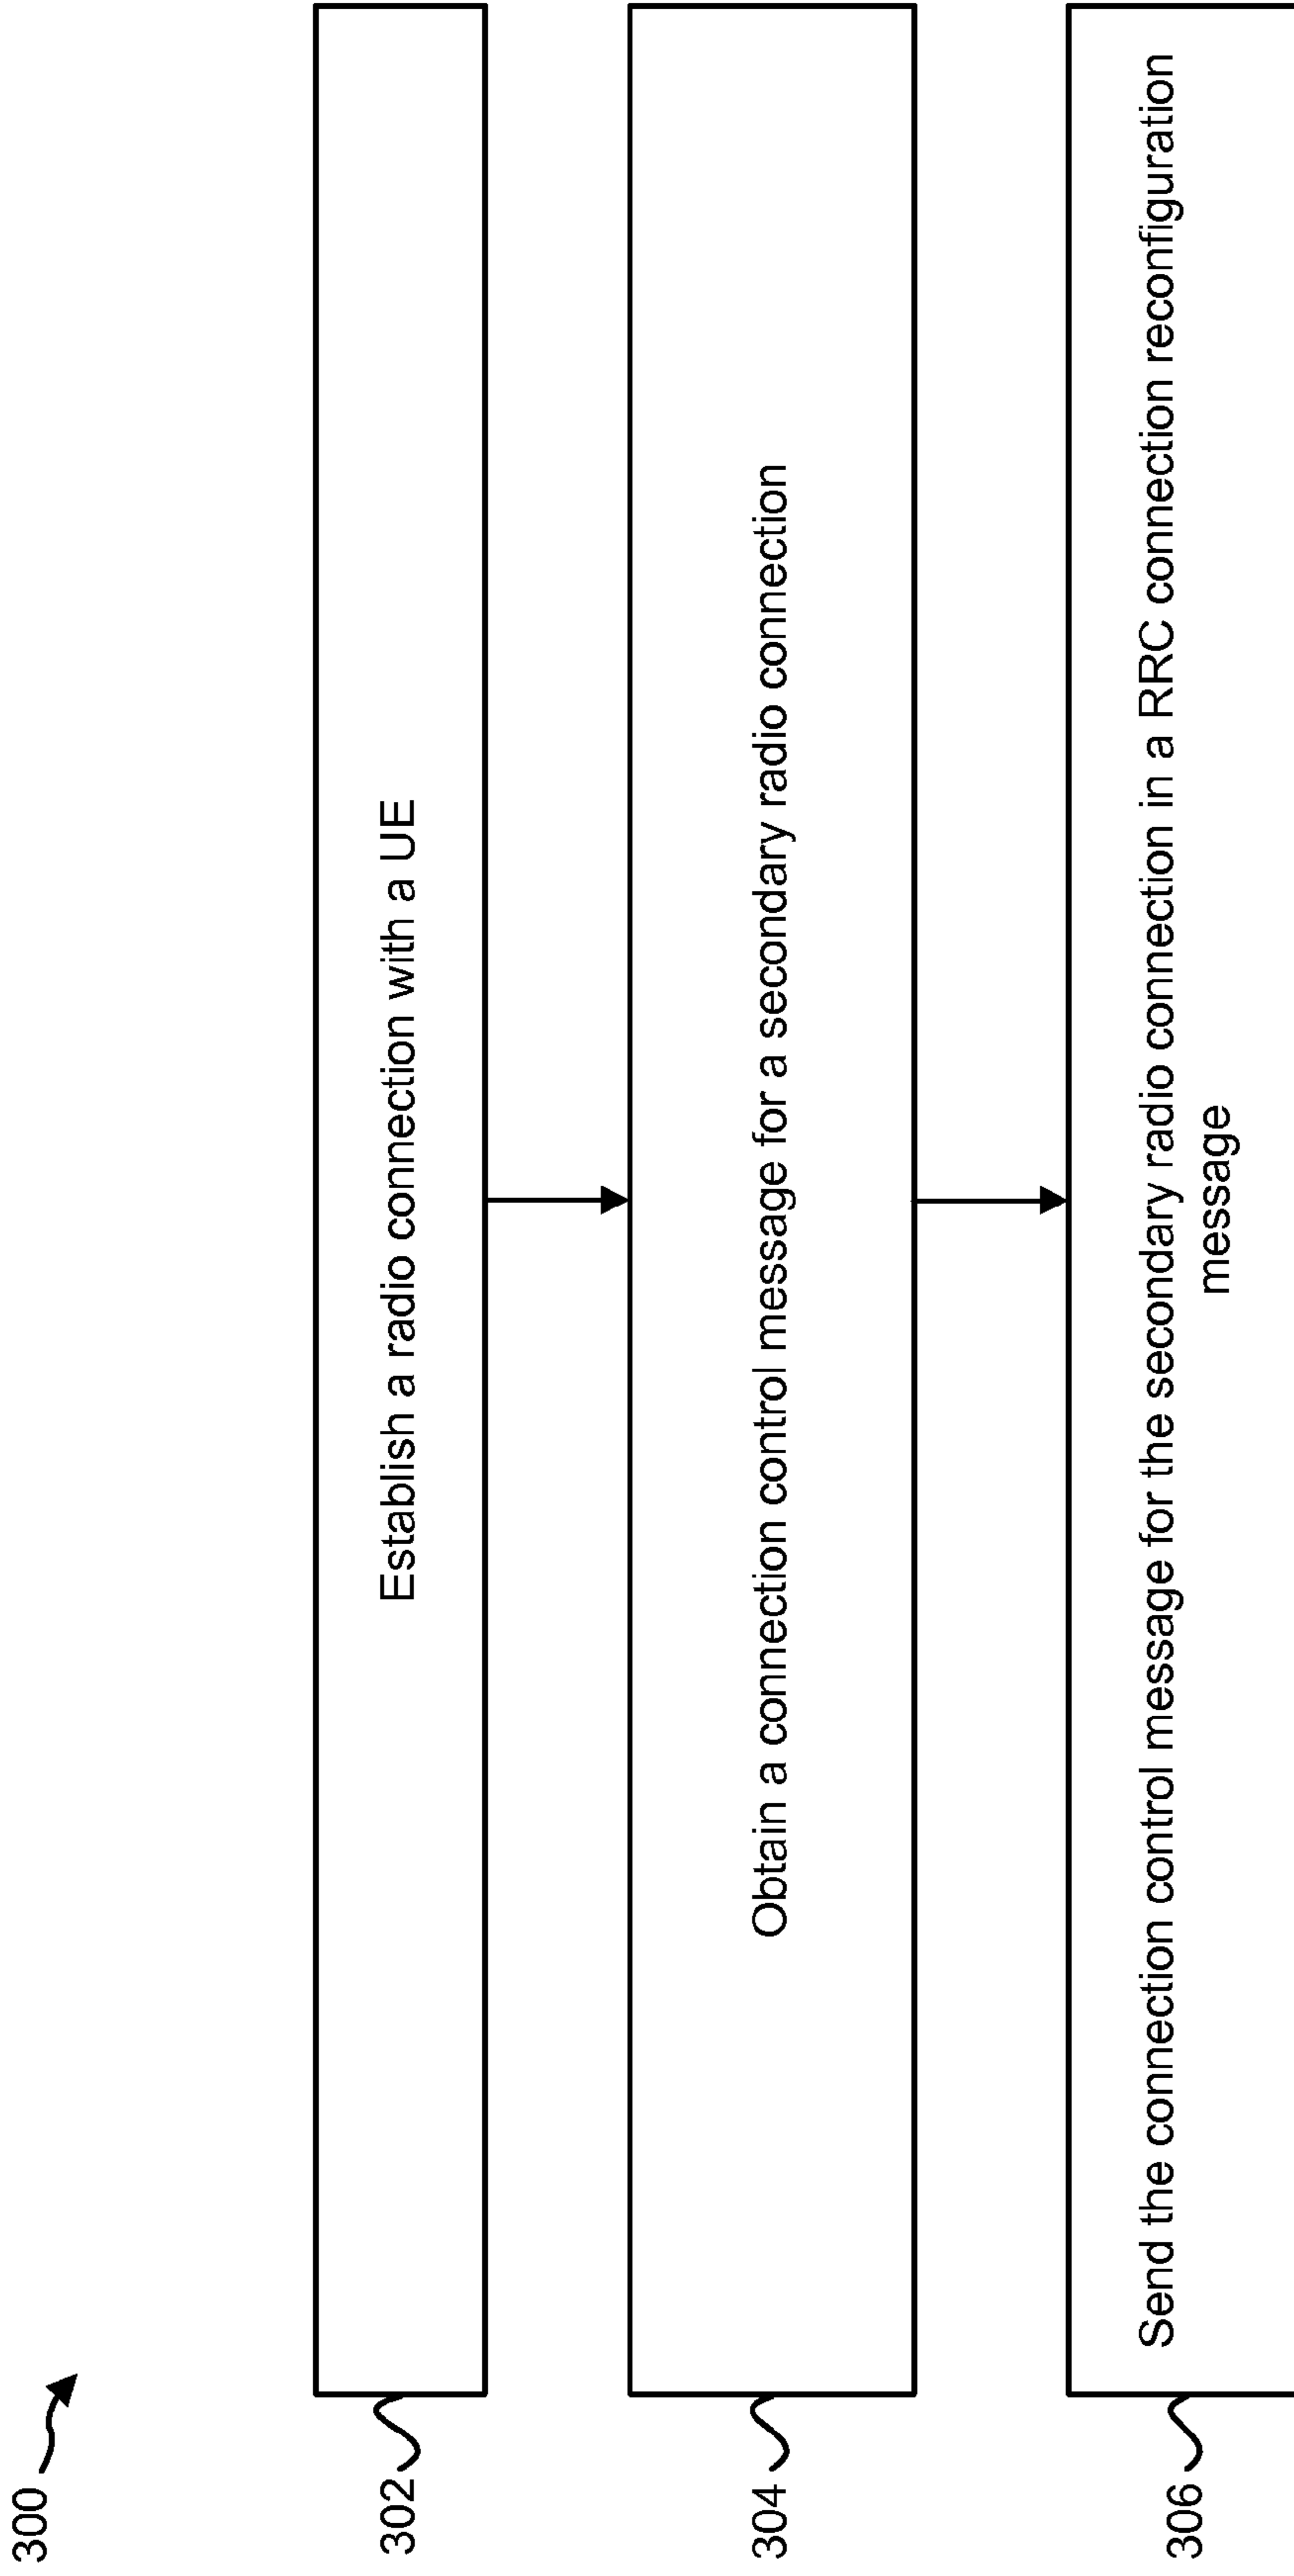 300
302
Establish a radio connection with a UE
304
Obtain a connection control message for a secondary radio connection
306
Send the connection control message for the secondary radio connection in a RRC connection reconfiguration
message